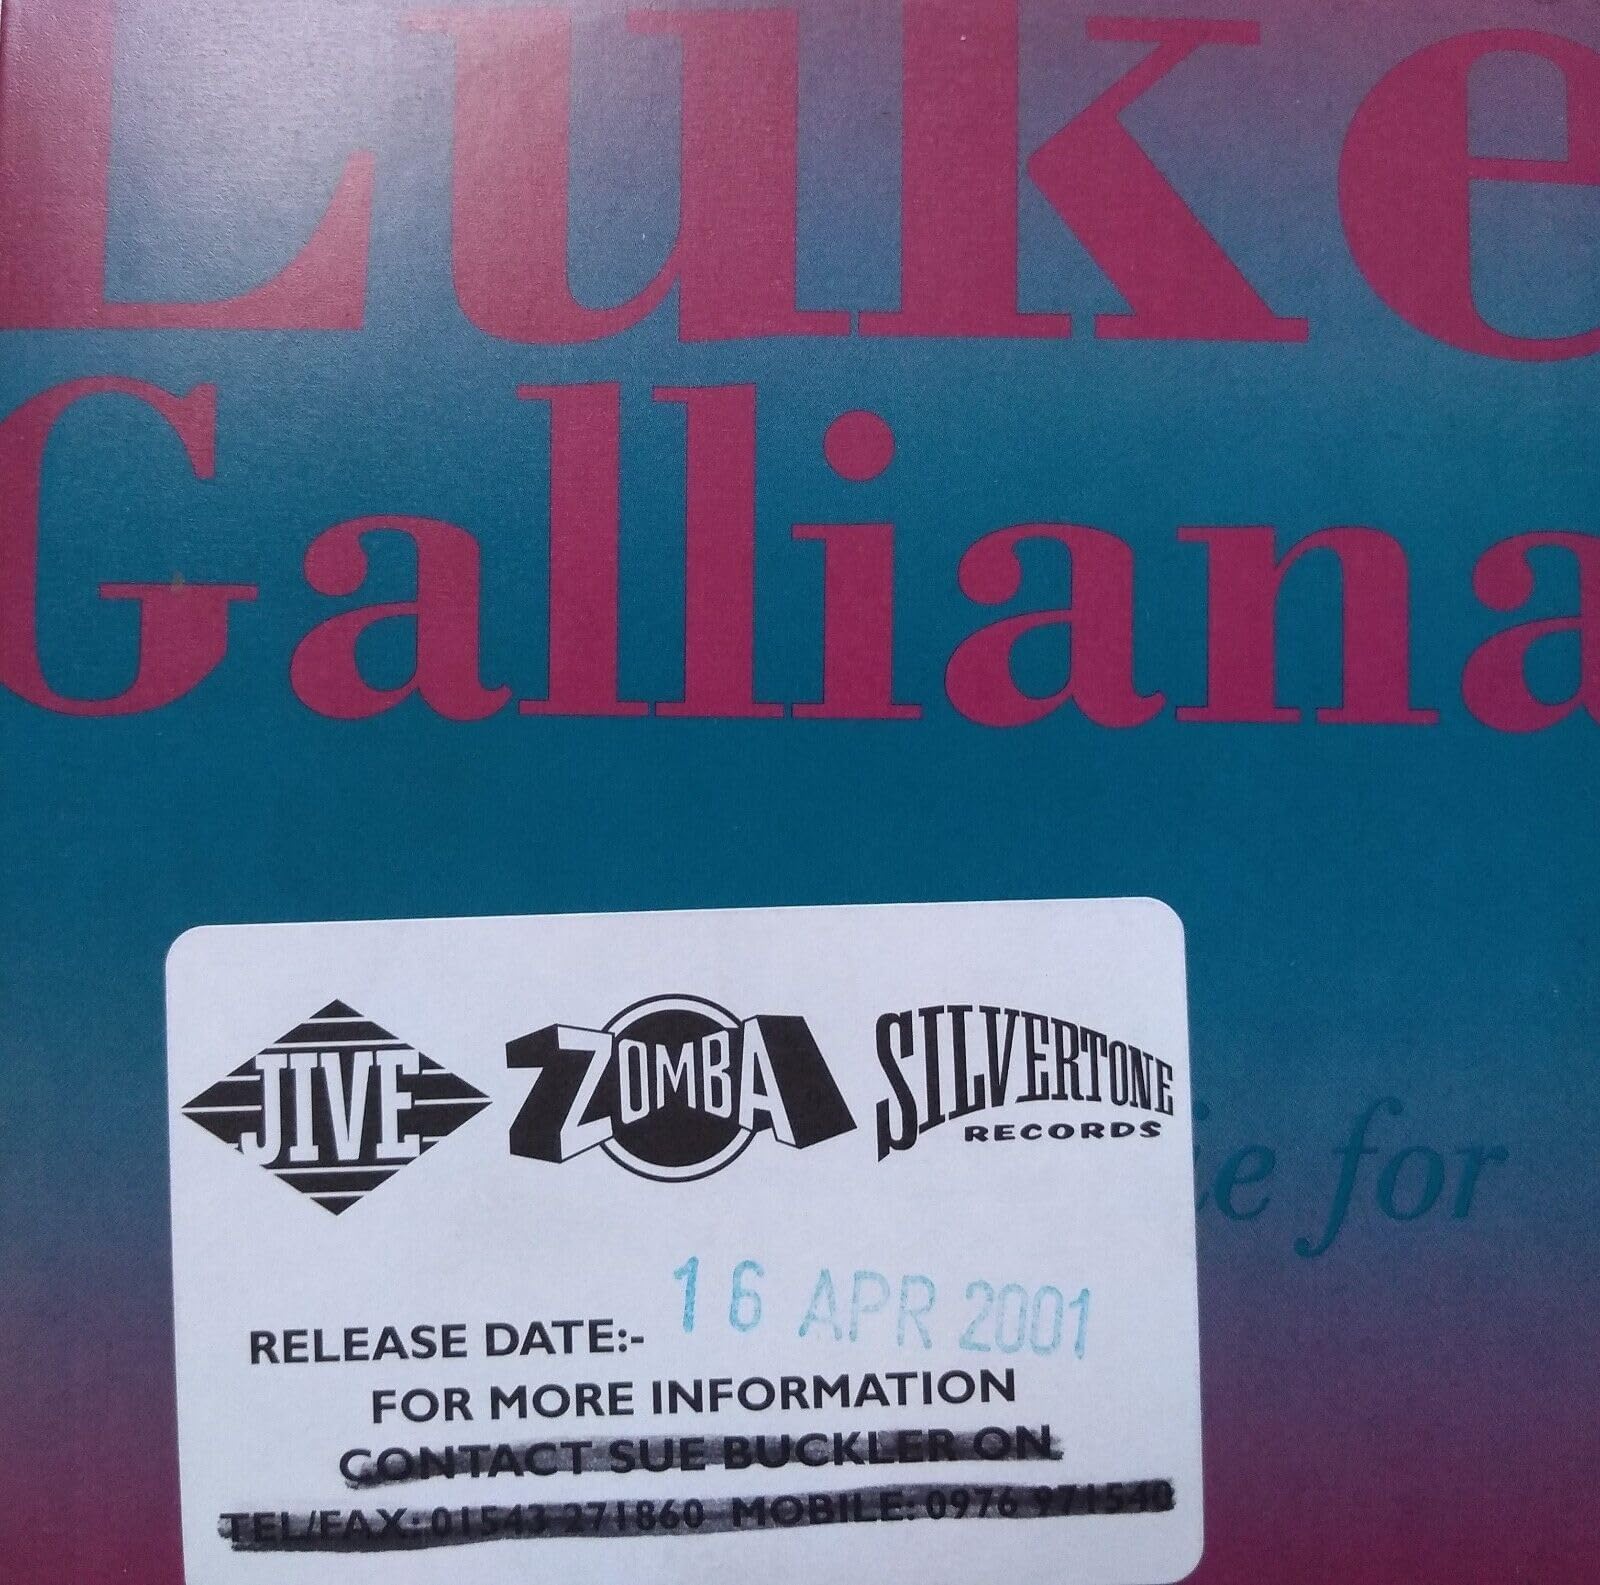 Luke
Galliana
JIVE
ZOMBA
SILVERTONE
RECORDS
for
RELEASE DATE:- 16 APR 2001
FOR MORE INFORMATION
CONTACT SUE BUCKLER ON
TEL/FAX: 01543 271860 MOBILE: 0976 971540